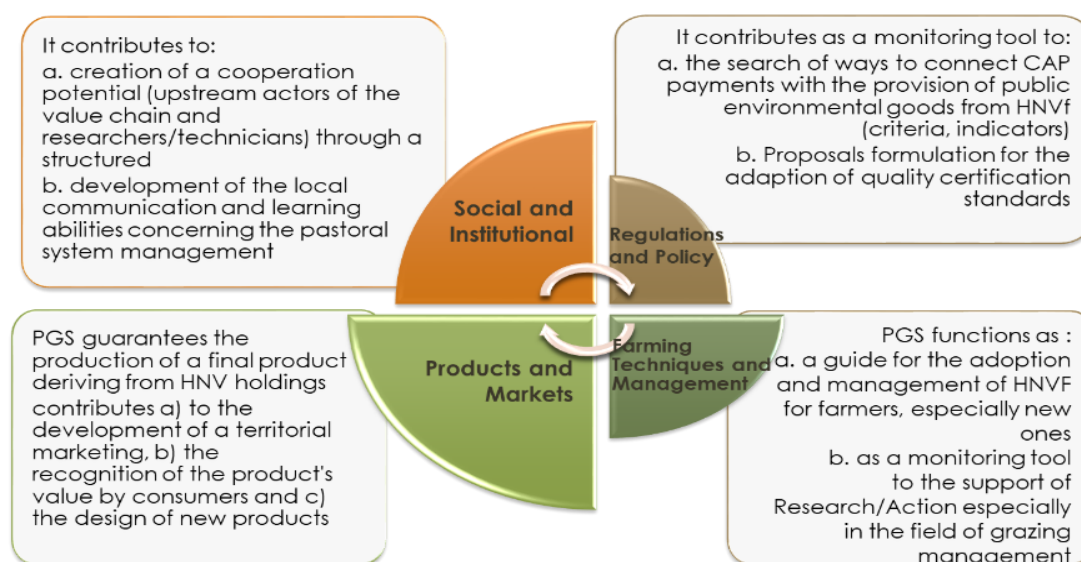 It contributes to:
a. creation of a cooperation
potential (upstream actors of the
value chain and
researchers/technicians) through a
structured
b. development of the local
communication and learning
abilities concerning the pastoral
system management
It contributes as a monitoring tool to:
a. the search of ways to connect CAP
payments with the provision of public
environmental goods from HNVf
(criteria, indicators)
b. Proposals formulation for the
adaption of quality certification
standards
Social and
Institutional
Regulations
and Policy
Products and
Markets
Farming
Techniques and
Management
PGS guarantees the
production of a final product
deriving from HNV holdings
contributes a) to the
development of a territorial
marketing, b) the
recognition of the product's
value by consumers and c)
the design of new products
PGS functions as :
a. a guide for the adoption
and management of HNVF
for farmers, especially new
ones
b. as a monitoring tool
to the support of
Research/Action especially
in the field of grazing
management